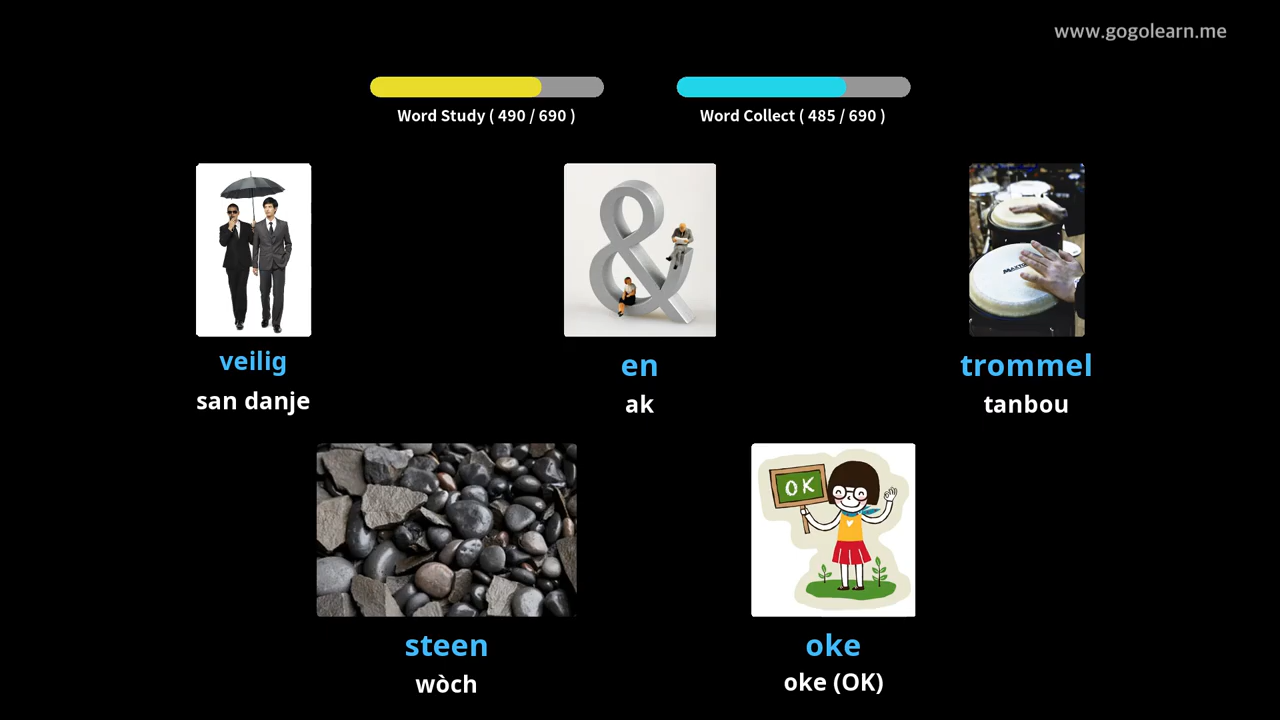 www.gogolearn.me
Word Study ( 490 / 690 )
Word Collect ( 485 / 690 )
veilig
san danje
en
ak
trommel
tanbou
OK
steen
wòch
oke
oke (OK)